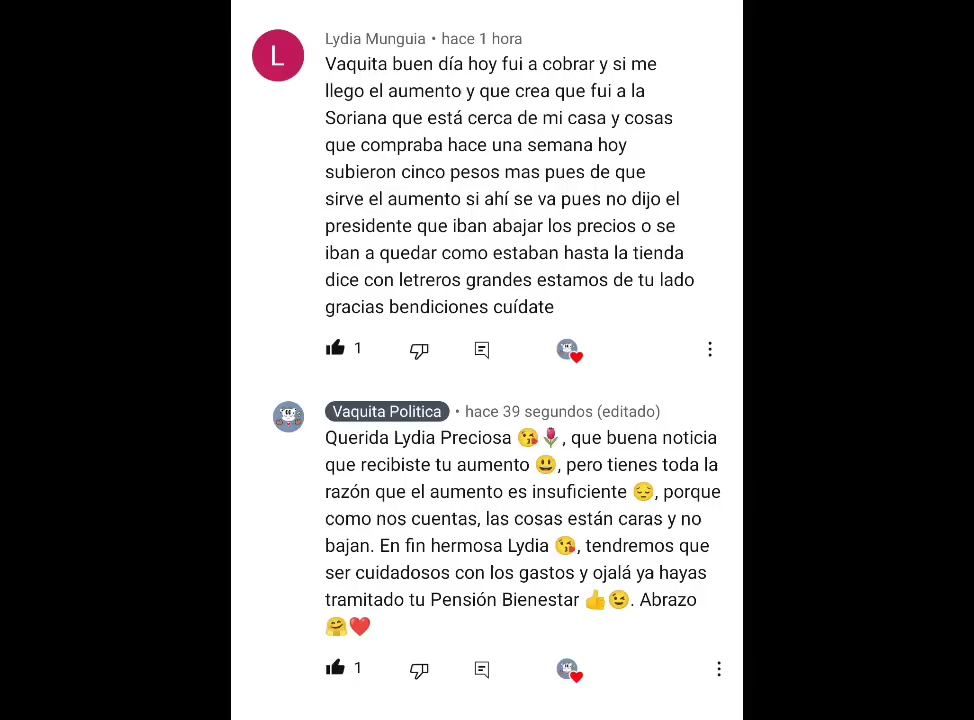 Lydia Munguia • hace 1 hora
Vaquita buen día hoy fui a cobrar y si me
llego el aumento y que crea que fui a la
Soriana que está cerca de mi casa y cosas
que compraba hace una semana hoy
subieron cinco pesos mas pues de que
sirve el aumento si ahí se va pues no dijo el
presidente que iban abajar los precios o se
iban a quedar como estaban hasta la tienda
dice con letreros grandes estamos de tu lado
gracias bendiciones cuídate
1
Vaquita Politica • hace 39 segundos (editado)
Querida Lydia Preciosa 😘🌷, que buena noticia
que recibiste tu aumento 😃, pero tienes toda la
razón que el aumento es insuficiente 😔, porque
como nos cuentas, las cosas están caras y no
bajan. En fin hermosa Lydia 😘, tendremos que
ser cuidadosos con los gastos y ojalá ya hayas
tramitado tu Pensión Bienestar 👍😉. Abrazo
🤗❤️
1